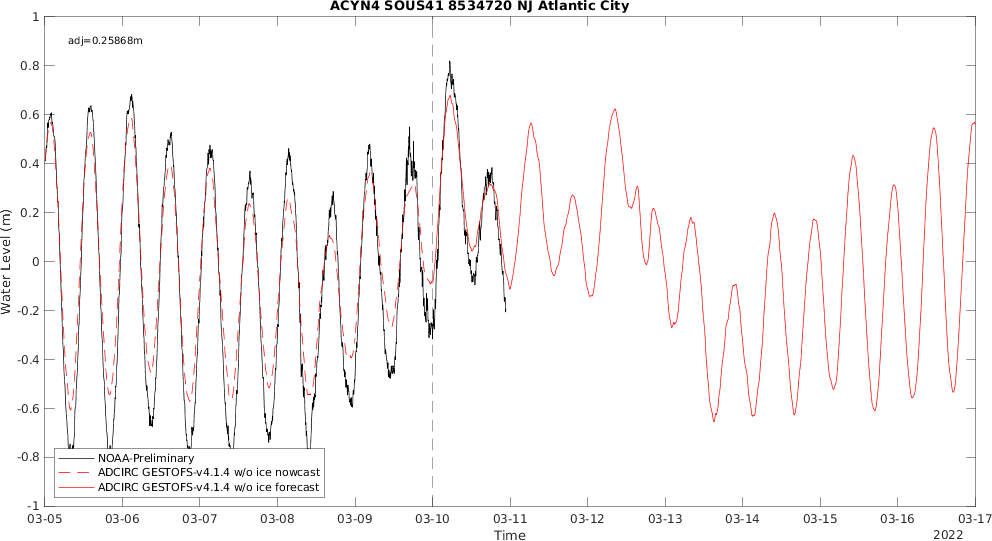 ACYN4 SOUS41 8534720 NJ Atlantic City
adj=0.25868m
1
0.8
0.6
0.4
0.2
0
-0.2
-0.4
-0.6
-0.8
-1
Water Level (m)
NOAA-Preliminary
ADCIRC GESTOFS-v4.1.4 w/o ice nowcast
ADCIRC GESTOFS-v4.1.4 w/o ice forecast
03-05 03-06 03-07 03-08 03-09 03-10 03-11 03-12 03-13 03-14 03-15 03-16 03-17
Time
2022